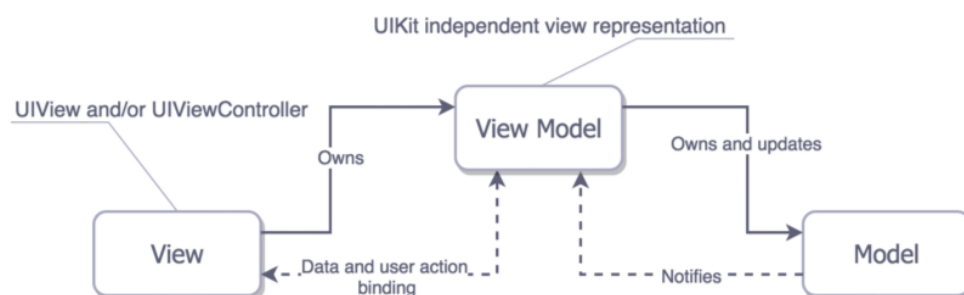 UIKit independent view representation
UIView and/or UIViewController
View Model
Owns
Owns and updates
View
Data and user action
binding
Notifies
Model